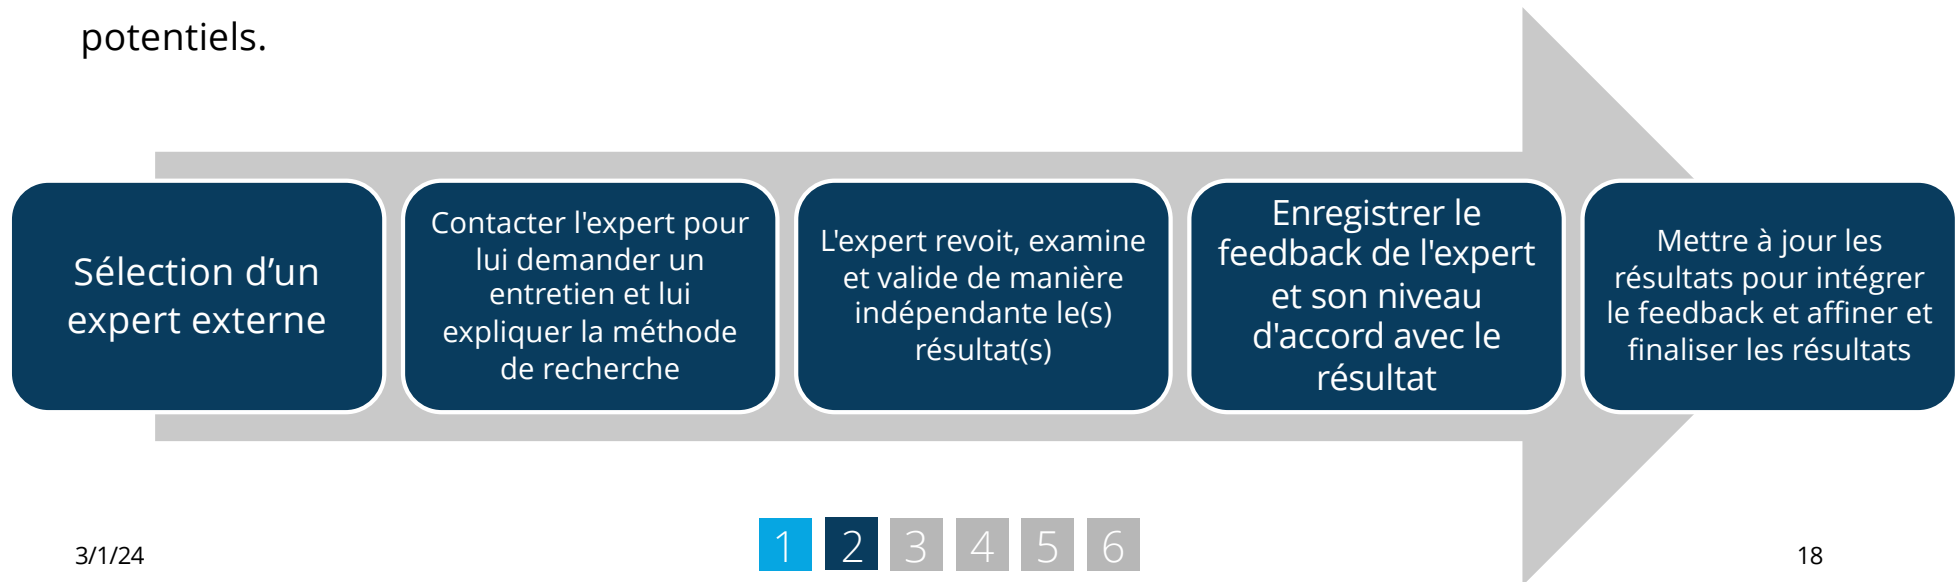 potentiels.
Sélection d’un
expert externe
Contacter l'expert pour
lui demander un
entretien et lui
expliquer la méthode
de recherche
L'expert revoit, examine
et valide de manière
indépendante le(s)
résultat(s)
Enregistrer le
feedback de l'expert
et son niveau
d'accord avec le
résultat
Mettre à jour les
résultats pour intégrer
le feedback et affiner et
finaliser les résultats
3/1/24
1 2 3 4 5 6
18